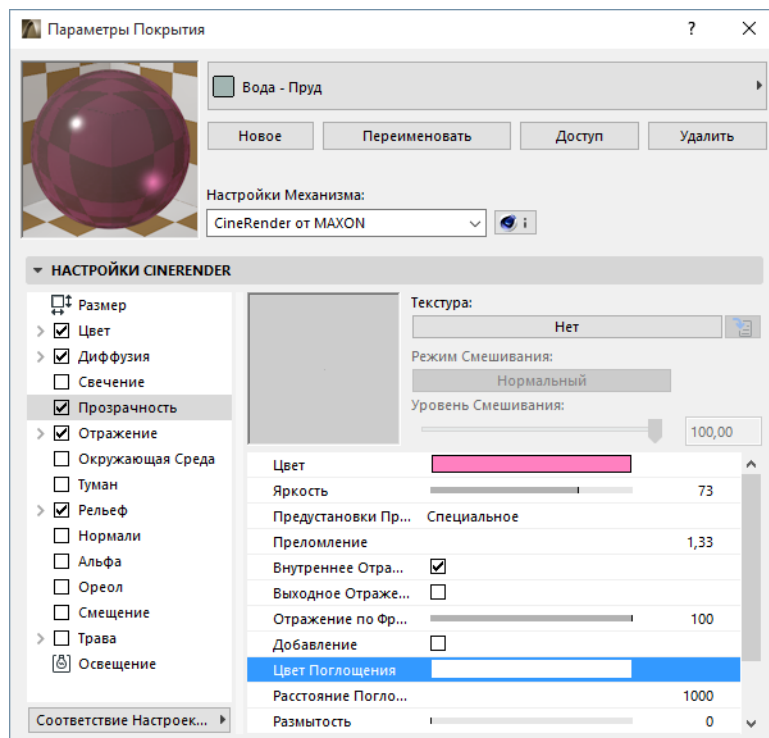 Параметры Покрытия
?
Вода - Пруд
Новое Переименовать Доступ Удалить
Настройки Механизма:
CineRender от MAXON
i
НАСТРОЙКИ CINERENDER
Размер
Цвет
Диффузия
Свечение
Прозрачность
Отражение
Окружающая Среда
Туман
Рельеф
Нормали
Альфа
Ореол
Смещение
Трава
Освещение
Соответствие Настроек...
Текстура:
Нет
Режим Смешивания:
Нормальный
Уровень Смешивания:
100,00
Цвет
Яркость 73
Предустановки Пр... Специальное
Преломление 1,33
Внутреннее Отра...
Выходное Отраже...
Отражение по Фр... 100
Добавление
Цвет Поглощения
Расстояние Погло... 1000
Размытость 0